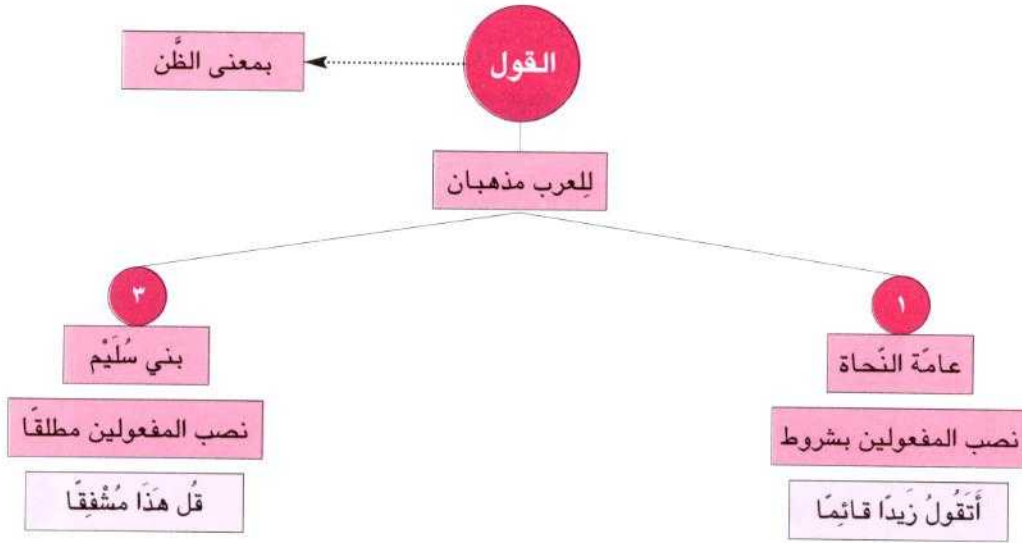 القول
بمعنى الظَّن
لِلعرب مذهبان
١
عامّة النّحاة
نصب المفعولين بشروط
أَتَقُولُ زَيدًا قائِمًا
٣
بني سُلَيْم
نصب المفعولين مطلقًا
قُل هَذَا مُشْفِقًا